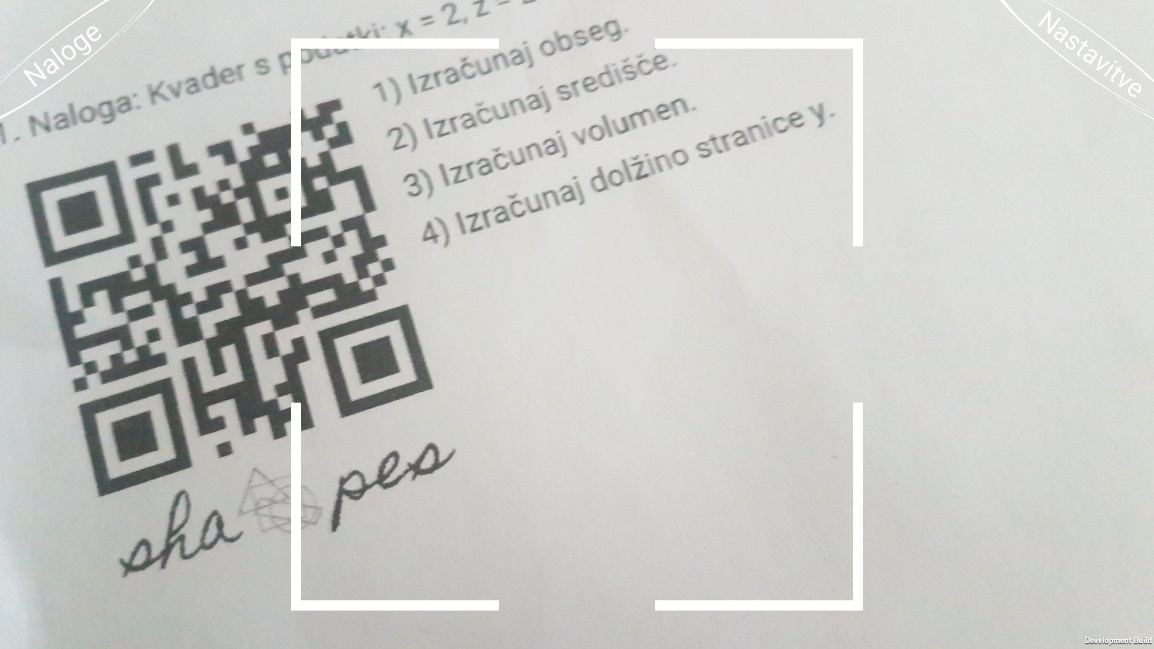 Naloge
Nastavitve
1. Naloga: Kvader s podatki: x = 2, z =
1) Izračunaj obseg.
2) Izračunaj središče.
3) Izračunaj volumen.
4) Izračunaj dolžino stranice y.
sha pes
Development Build